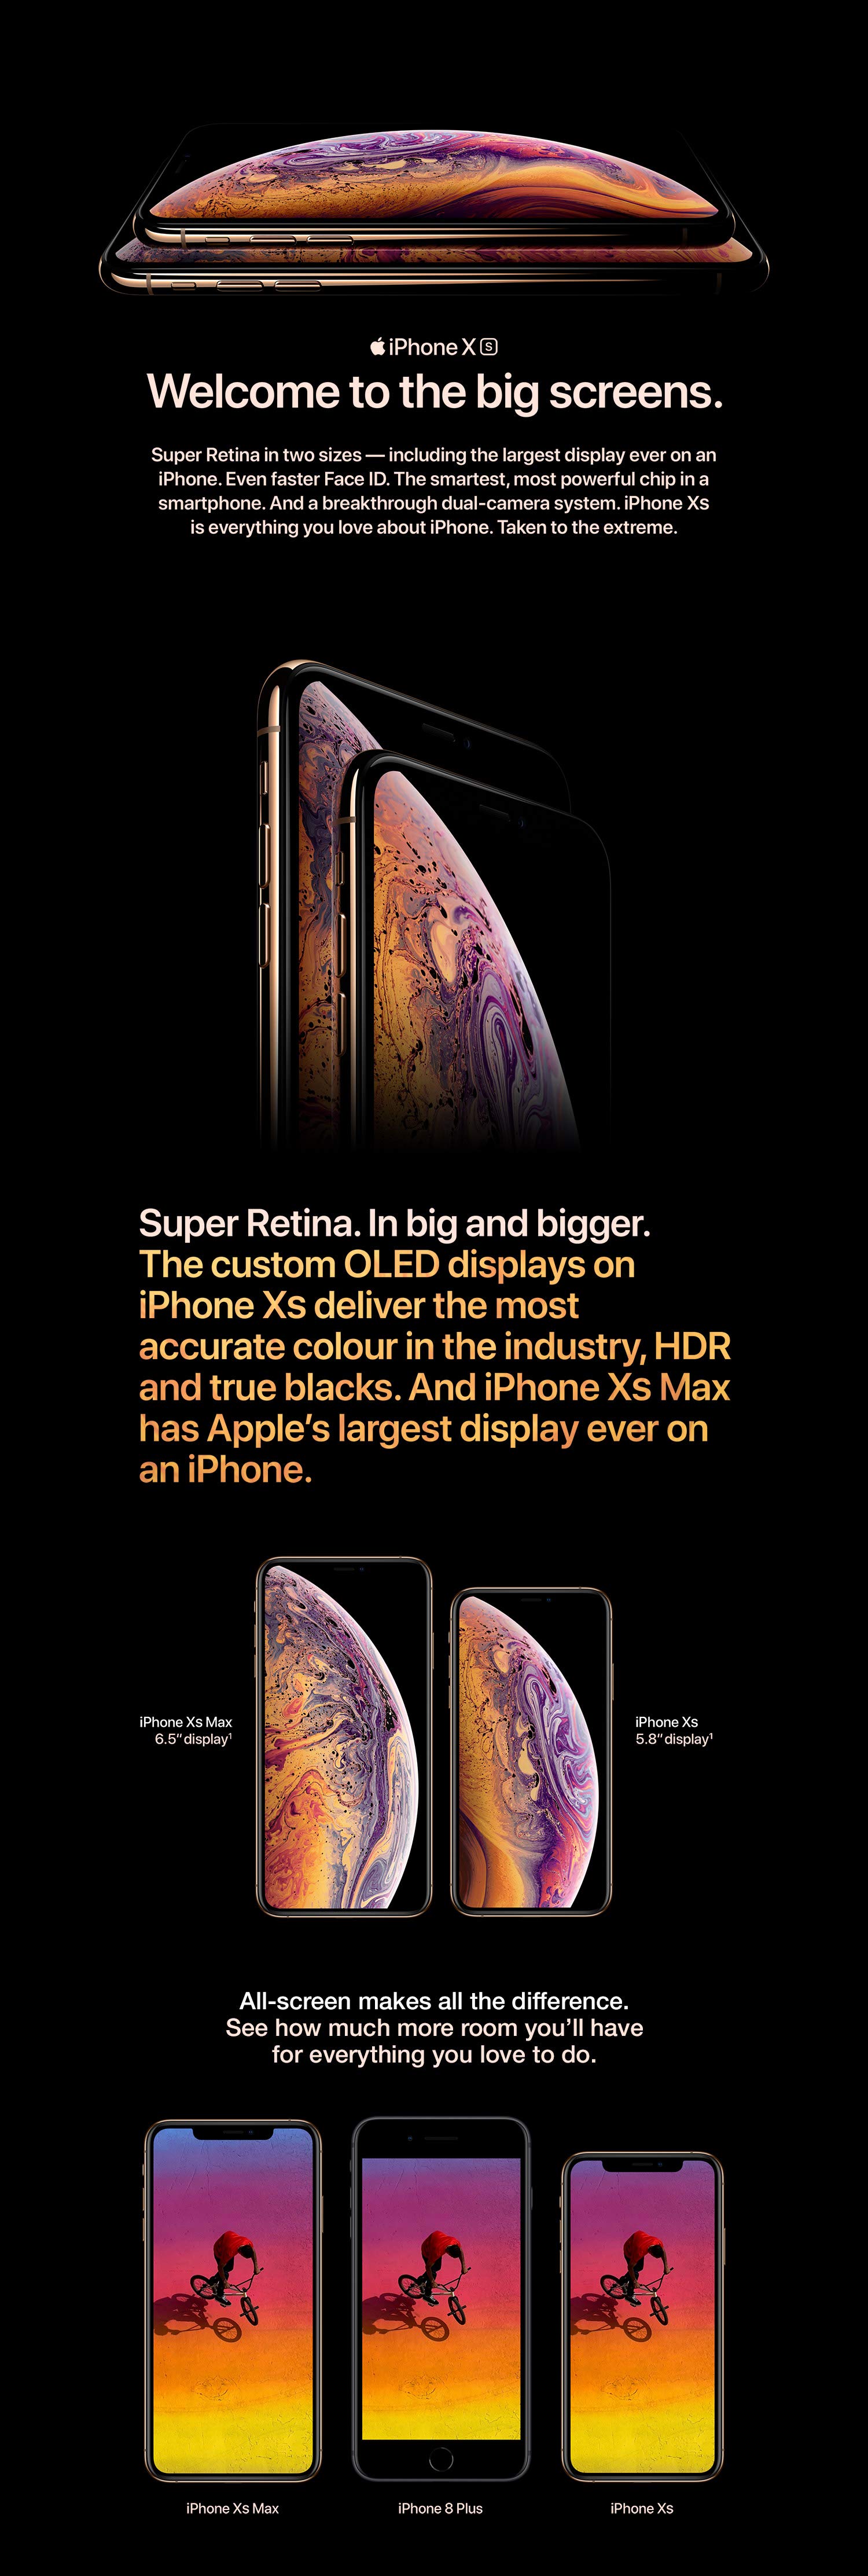 iPhone X S
Welcome to the big screens.
Super Retina in two sizes — including the largest display ever on an
iPhone. Even faster Face ID. The smartest, most powerful chip in a
smartphone. And a breakthrough dual-camera system. iPhone Xs
is everything you love about iPhone. Taken to the extreme.
Super Retina. In big and bigger.
The custom OLED displays on
iPhone Xs deliver the most
accurate colour in the industry, HDR
and true blacks. And iPhone Xs Max
has Apple’s largest display ever on
an iPhone.
iPhone Xs Max
6.5″ display¹
iPhone Xs
5.8″ display¹
All-screen makes all the difference.
See how much more room you’ll have
for everything you love to do.
iPhone Xs Max
iPhone 8 Plus
iPhone Xs